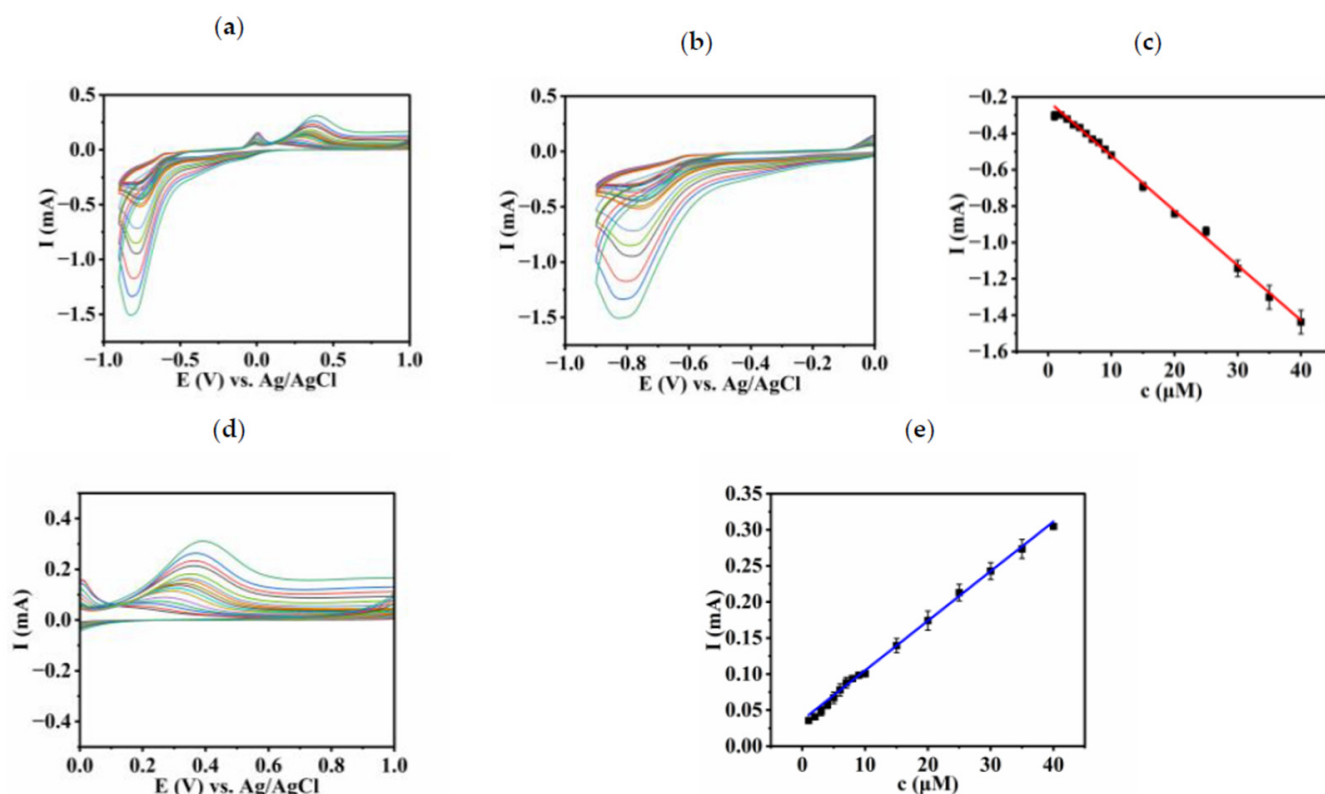 (a)
0.5
0.0
−0.5
−1.0
−1.5
I (mA)
−1.0 −0.5 0.0 0.5 1.0
E (V) vs. Ag/AgCl
(b)
0.5
0.0
−0.5
−1.0
−1.5
I (mA)
−1.0 −0.8 −0.6 −0.4 −0.2 0.0
E (V) vs. Ag/AgCl
(c)
−0.2
−0.4
−0.6
−0.8
−1.0
−1.2
−1.4
−1.6
I (mA)
0 10 20 30 40
c (µM)
(d)
0.4
0.2
0.0
−0.2
−0.4
I (mA)
0.0 0.2 0.4 0.6 0.8 1.0
E (V) vs. Ag/AgCl
(e)
0.35
0.30
0.25
0.20
0.15
0.10
0.05
0.00
I (mA)
0 10 20 30 40
c (µM)